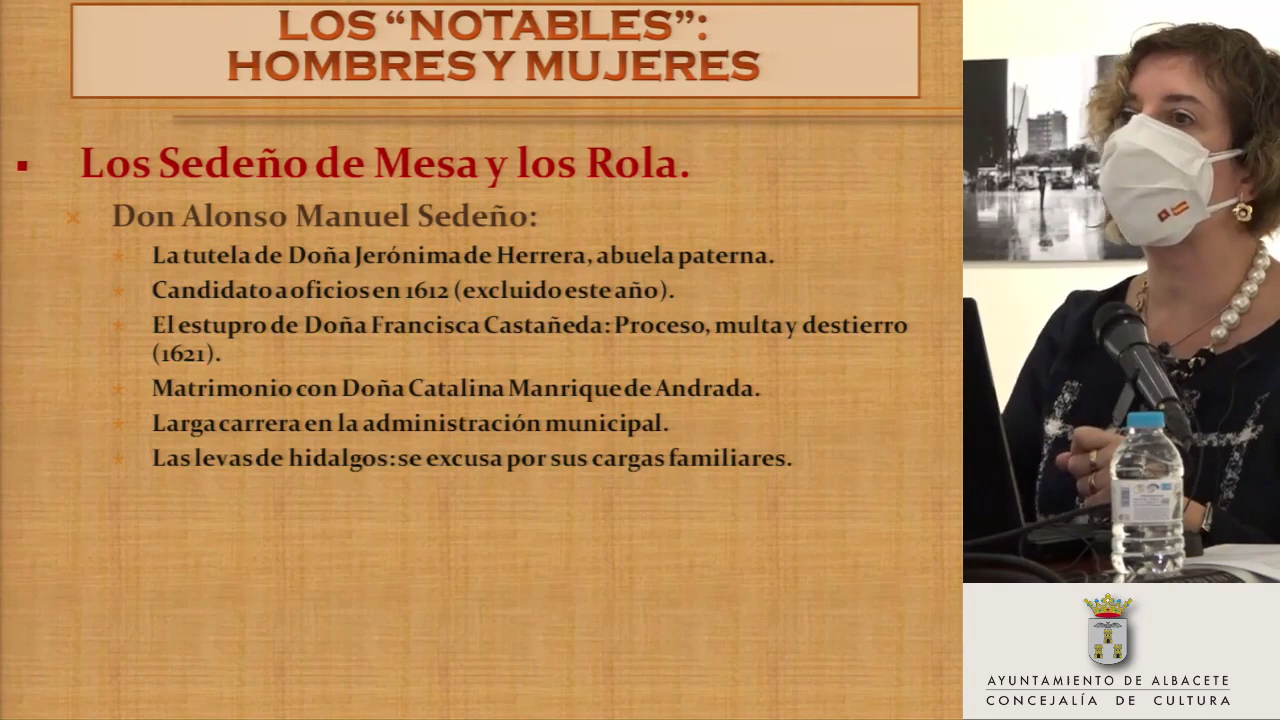 LOS “NOTABLES”:
HOMBRES Y MUJERES
Los Sedeño de Mesa y los Rola.
Don Alonso Manuel Sedeño:
La tutela de Doña Jerónima de Herrera, abuela paterna.
Candidato a oficios en 1612 (excluido este año).
El estupro de Doña Francisca Castañeda: Proceso, multa y destierro
(1621).
Matrimonio con Doña Catalina Manrique de Andrada.
Larga carrera en la administración municipal.
Las levas de hidalgos: se excusa por sus cargas familiares.
AYUNTAMIENTO DE ALBACETE
CONCEJALÍA DE CULTURA